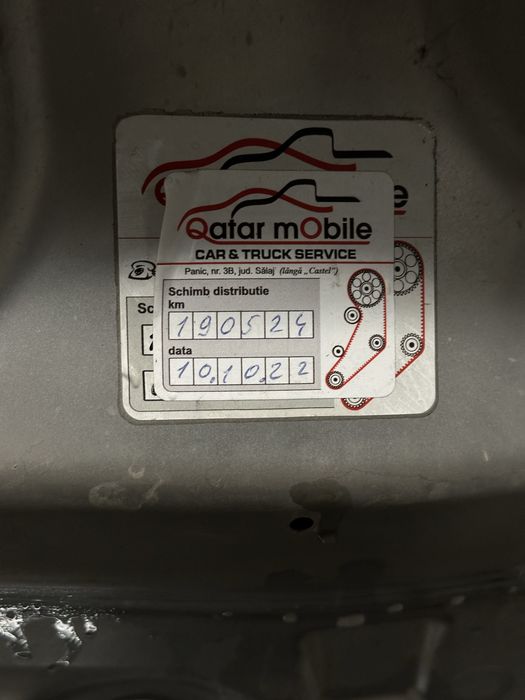 Qatar mObile
CAR & TRUCK SERVICE
Panic, nr. 3B, jud. Sălaj (lângă „Castel")
Schimb distributie
km
190524
data
10.10.22